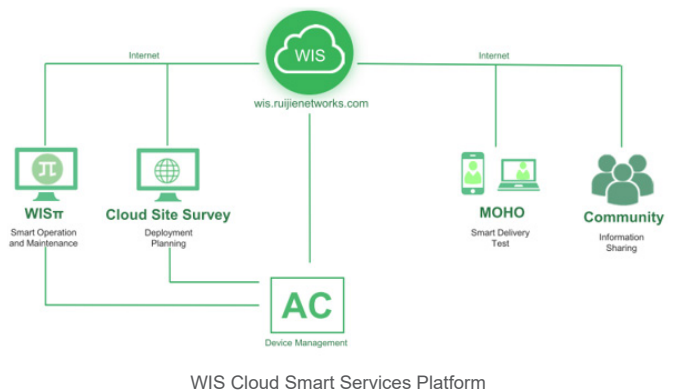 WIS
Internet
Internet
wis.ruijienetworks.com
π
WISπ
Smart Operation
and Maintenance
Cloud Site Survey
Deployment
Planning
MOHO
Smart Delivery
Test
Community
Information
Sharing
AC
Device Management
WIS Cloud Smart Services Platform